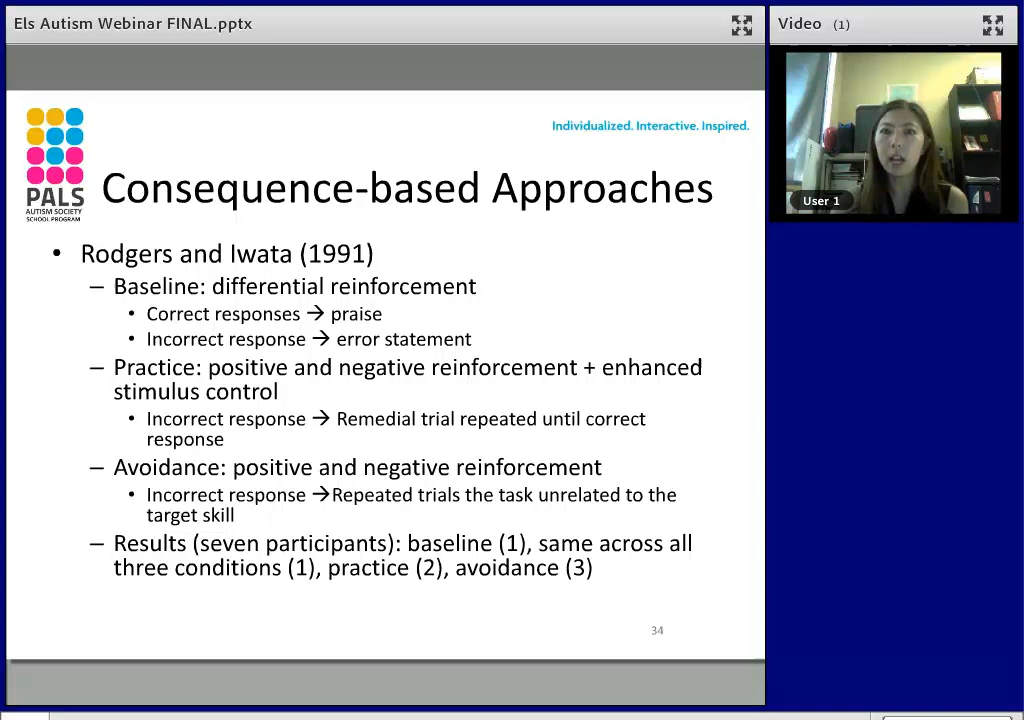 Els Autism Webinar FINAL.pptx
Video (1)
User 1
Individualized. Interactive. Inspired.
PALS
AUTISM SOCIETY
SCHOOL PROGRAM
Consequence-based Approaches
• Rodgers and Iwata (1991)
– Baseline: differential reinforcement
• Correct responses → praise
• Incorrect response → error statement
– Practice: positive and negative reinforcement + enhanced
stimulus control
• Incorrect response → Remedial trial repeated until correct
response
– Avoidance: positive and negative reinforcement
• Incorrect response →Repeated trials the task unrelated to the
target skill
– Results (seven participants): baseline (1), same across all
three conditions (1), practice (2), avoidance (3)
34